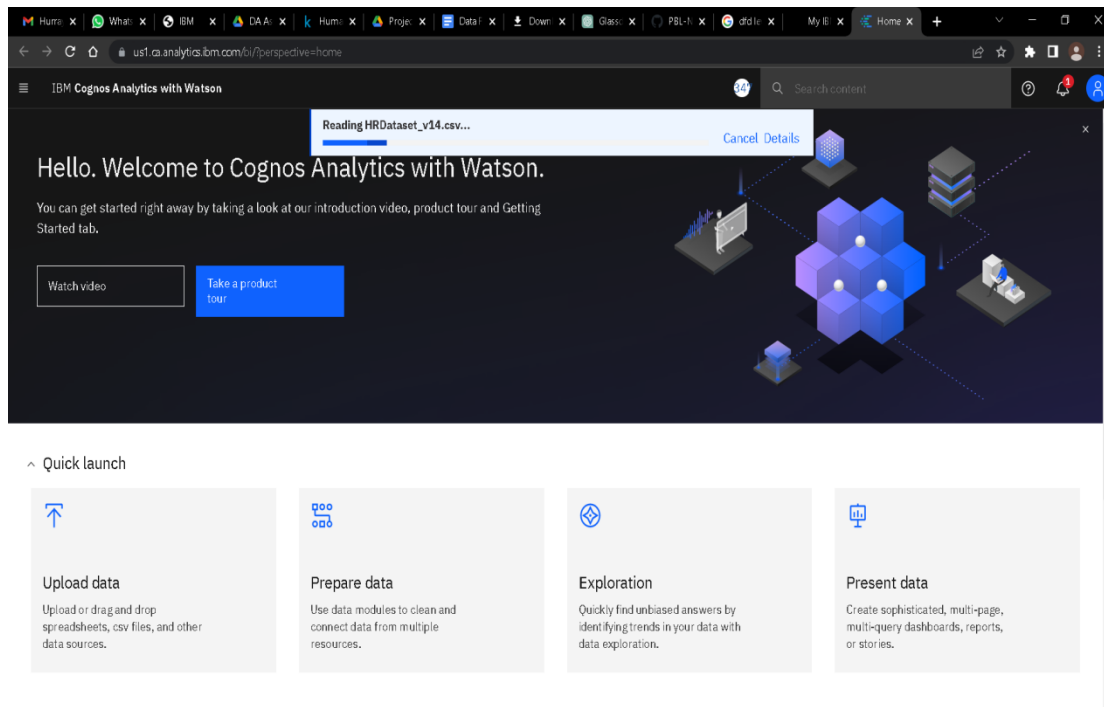 Hurra
What:
IBM
DA A:
Huma
Projec
Data F
Down
Glass
PBL-N
dfd le
My IB
Home
us1.ca.analytics.ibm.com/bi/?perspective=home
IBM Cognos Analytics with Watson
34°
Search content
1
Reading HRDataset_v14.csv...
Cancel Details
Hello. Welcome to Cognos Analytics with Watson.
You can get started right away by taking a look at our introduction video, product tour and Getting
Started tab.
Watch video
Take a product
tour
Quick launch
Upload data
Upload or drag and drop
spreadsheets, csv files, and other
data sources.
Prepare data
Use data modules to clean and
connect data from multiple
resources.
Exploration
Quickly find unbiased answers by
identifying trends in your data with
data exploration.
Present data
Create sophisticated, multi-page,
multi-query dashboards, reports,
or stories.